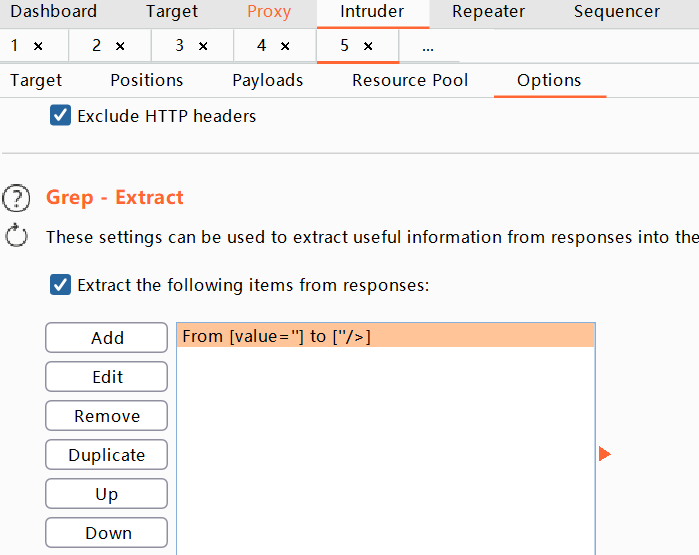 Dashboard Target Proxy Intruder Repeater Sequencer
1 × 2 × 3 × 4 × 5 × ...
Target Positions Payloads Resource Pool Options
Exclude HTTP headers
? Grep - Extract
These settings can be used to extract useful information from responses into the
Extract the following items from responses:
Add
From [value="] to ["/>]
Edit
Remove
Duplicate
Up
Down